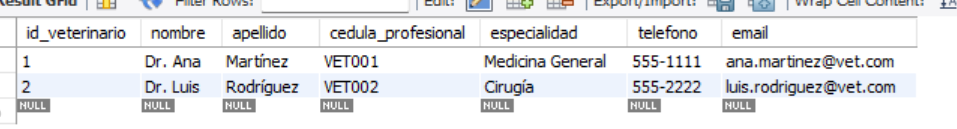 Result Grid Filter Rows: Edit: Export/Import: Wrap Cell Content:
id_veterinario nombre apellido cedula_profesional especialidad telefono email
1 Dr. Ana Martínez VET001 Medicina General 555-1111 ana.martinez@vet.com
2 Dr. Luis Rodríguez VET002 Cirugía 555-2222 luis.rodriguez@vet.com
NULL NULL NULL NULL NULL NULL NULL